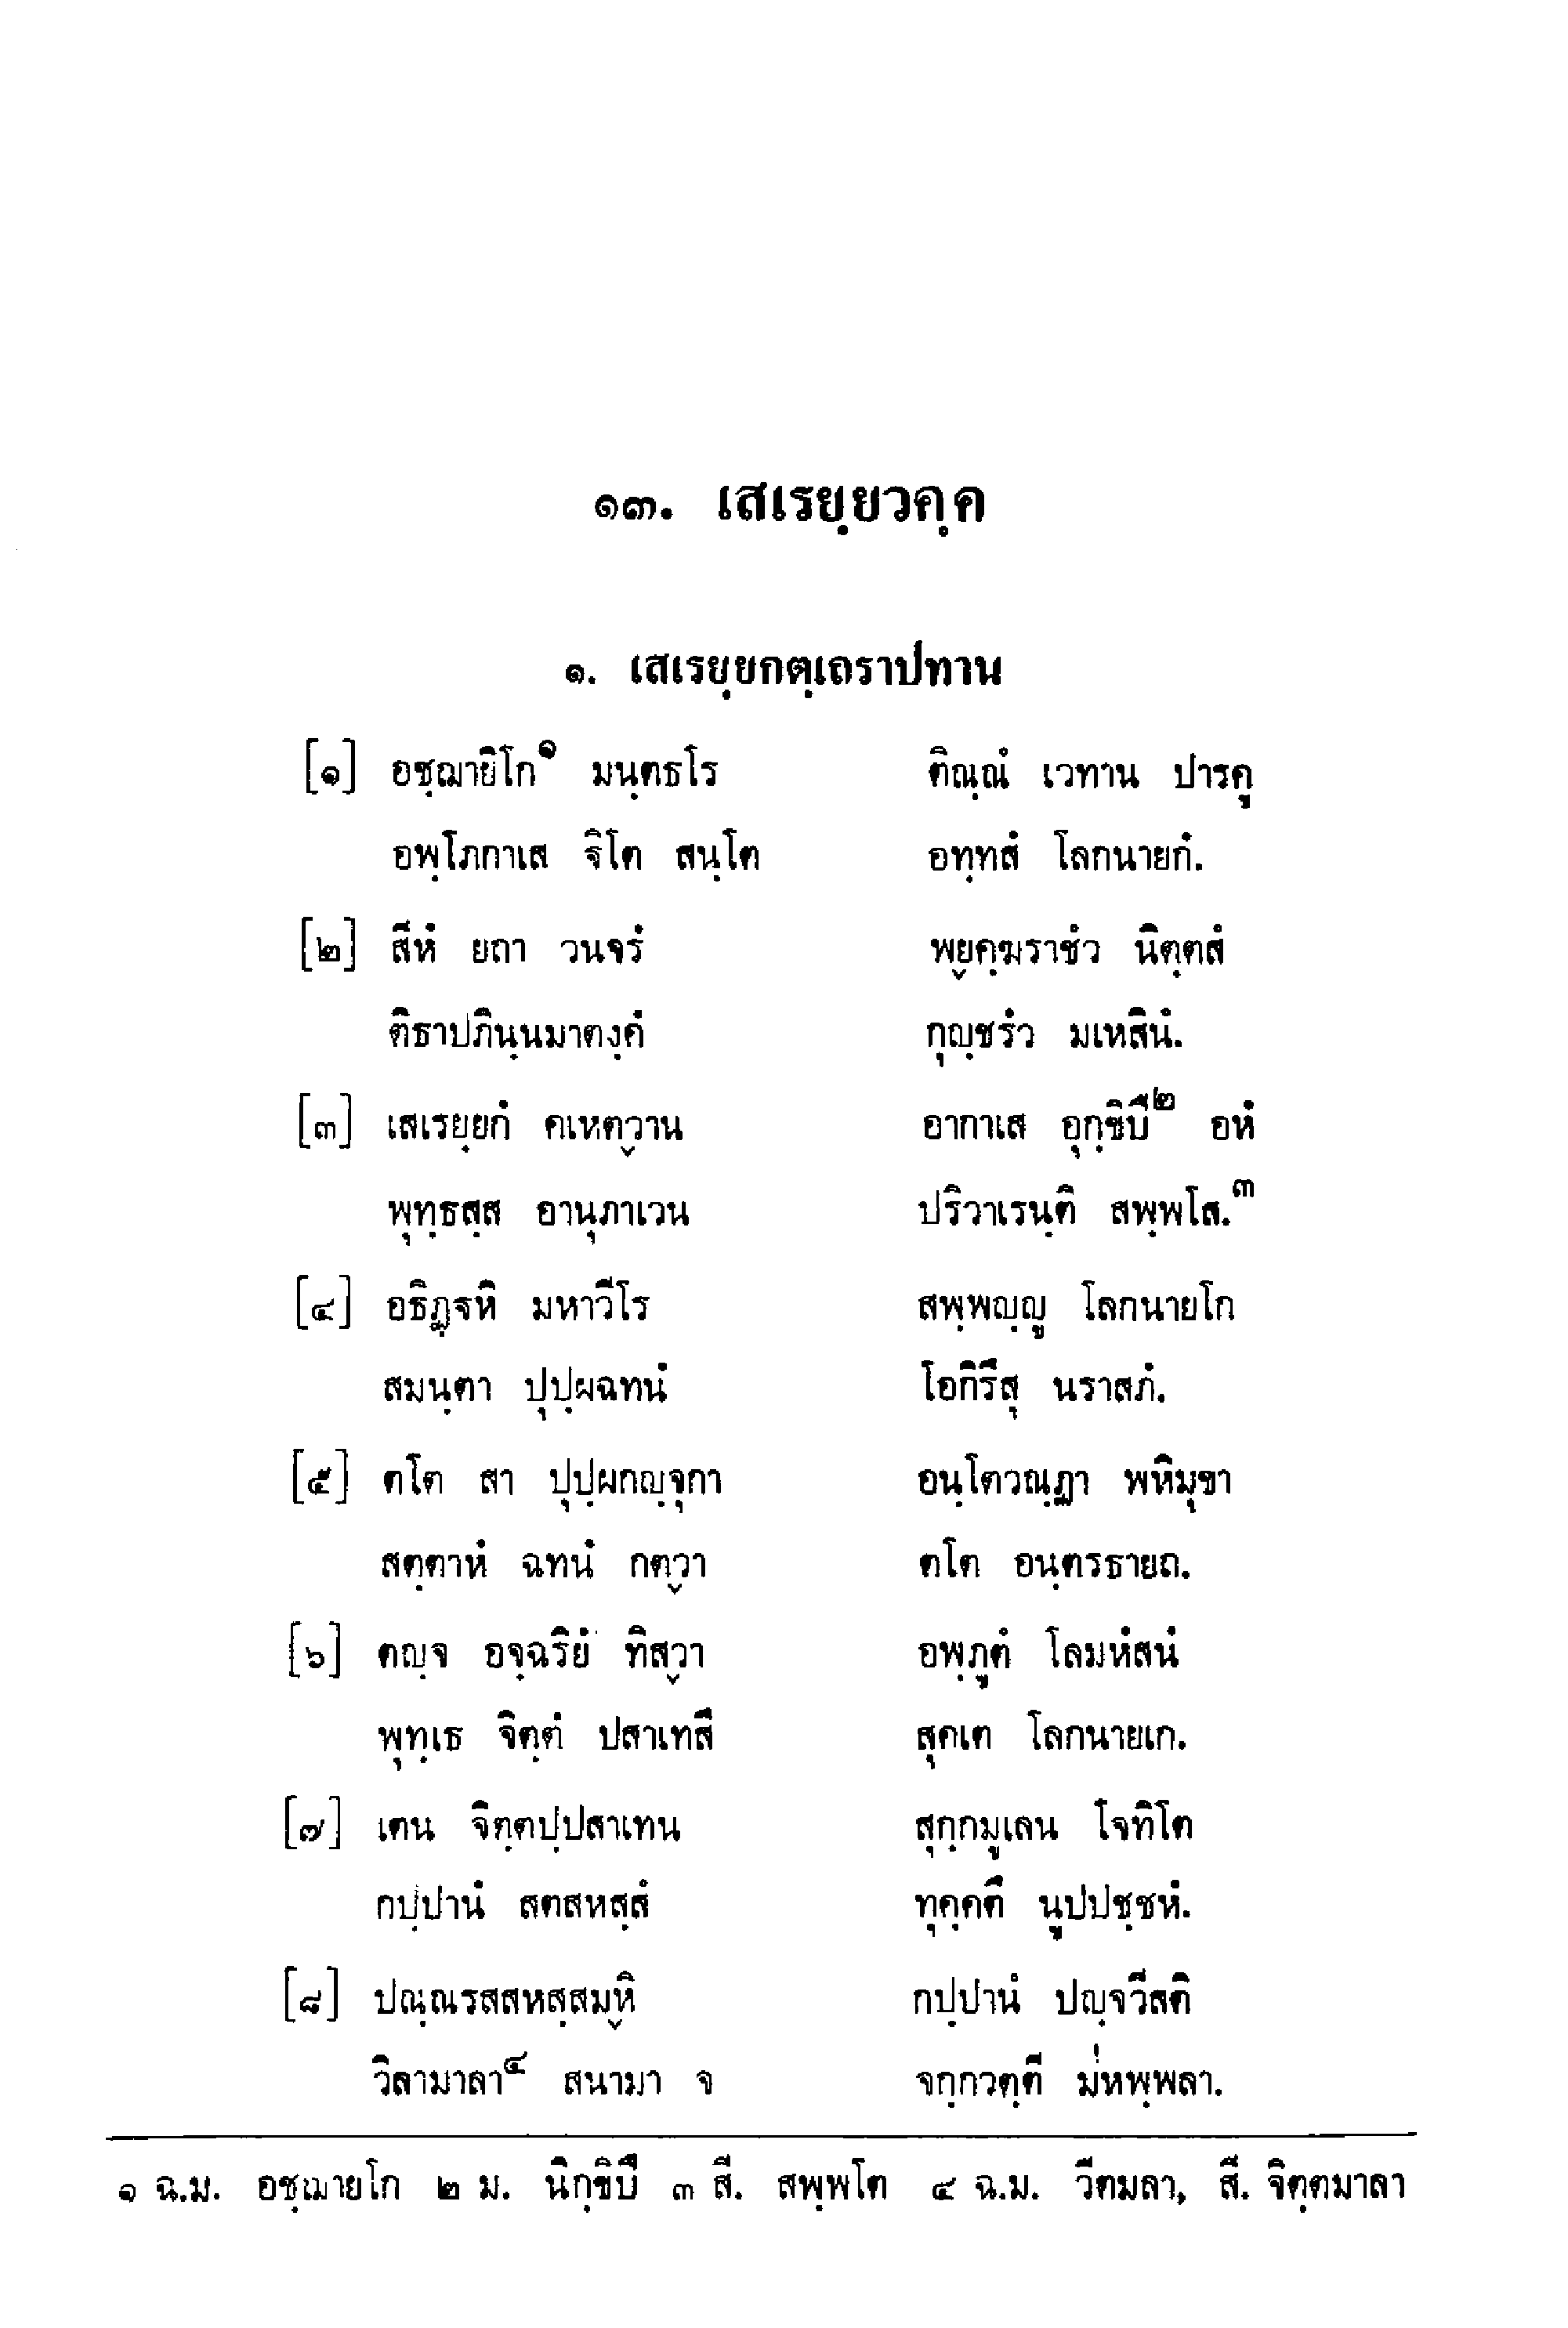 ๑๓. เสเรยฺยวคฺค
๑. เสเรยฺยกตฺเถราปทาน
[๑] อชฺฌายิโก๑ มนฺตธโร ติณฺณํ เวทาน ปารคู
อพฺโภกาเส ฐิโต สนฺโต อทฺทสํ โลกนายกํ.
[๒] สีหํ ยถา วนจรํ พฺยคฺฆราชํว นิตฺตสํ
ติธาปภินฺนมาตงฺคํ กุญฺชรํว มเหสินํ.
[๓] เสเรยฺยกํ คเหตฺวาน อากาเส อุกฺขิปึ๒ อหํ
พุทฺธสฺส อานุภาเวน ปริวาเรนฺติ สพฺพโส.๓
[๔] อธิฏฺฐหิ มหาวีโร สพฺพญฺญู โลกนายโก
สมนฺตา ปุปฺผฉทนํ โอกิรึสุ นราสภํ.
[๕] ตโต สา ปุปฺผกญฺจุกา อนฺโตวณฺฏา พหิมุขา
สตฺตาหํ ฉทนํ กตฺวา ตโต อนฺตรธายถ.
[๖] ตญฺจ อจฺฉริยํ ทิสฺวา อพฺภูตํ โลมหํสนํ
พุทฺเธ จิตฺตํ ปสาเทสึ สุคเต โลกนายเก.
[๗] เตน จิตฺตปฺปสาเทน สุกฺกมูเลน โจทิโต
กปฺปานํ สตสหสฺสํ ทุคฺคตึ นูปปชฺชหํ.
[๘] ปณฺณรสสหสฺสมฺหิ กปฺปานํ ปญฺจวีสติ
วิลามาลา๔ สนามา จ จกฺกวตฺตี มหพฺพลา.
๑ ฉ.ม. อชฺฌายโก ๒ ม. นิกฺขิปึ ๓ สี. สพฺพโต ๔ ฉ.ม. วีตมลา, สี. จิตฺตมาลา